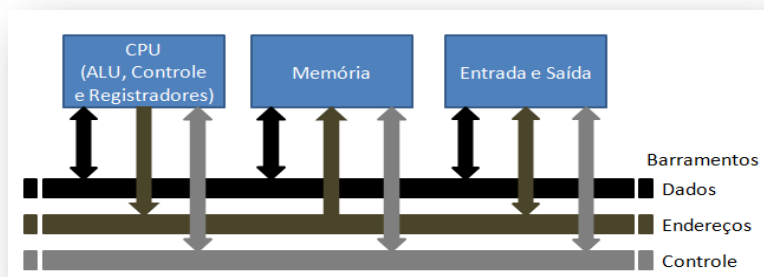 CPU
(ALU, Controle
e Registradores)
Memória
Entrada e Saída
Barramentos
Dados
Endereços
Controle